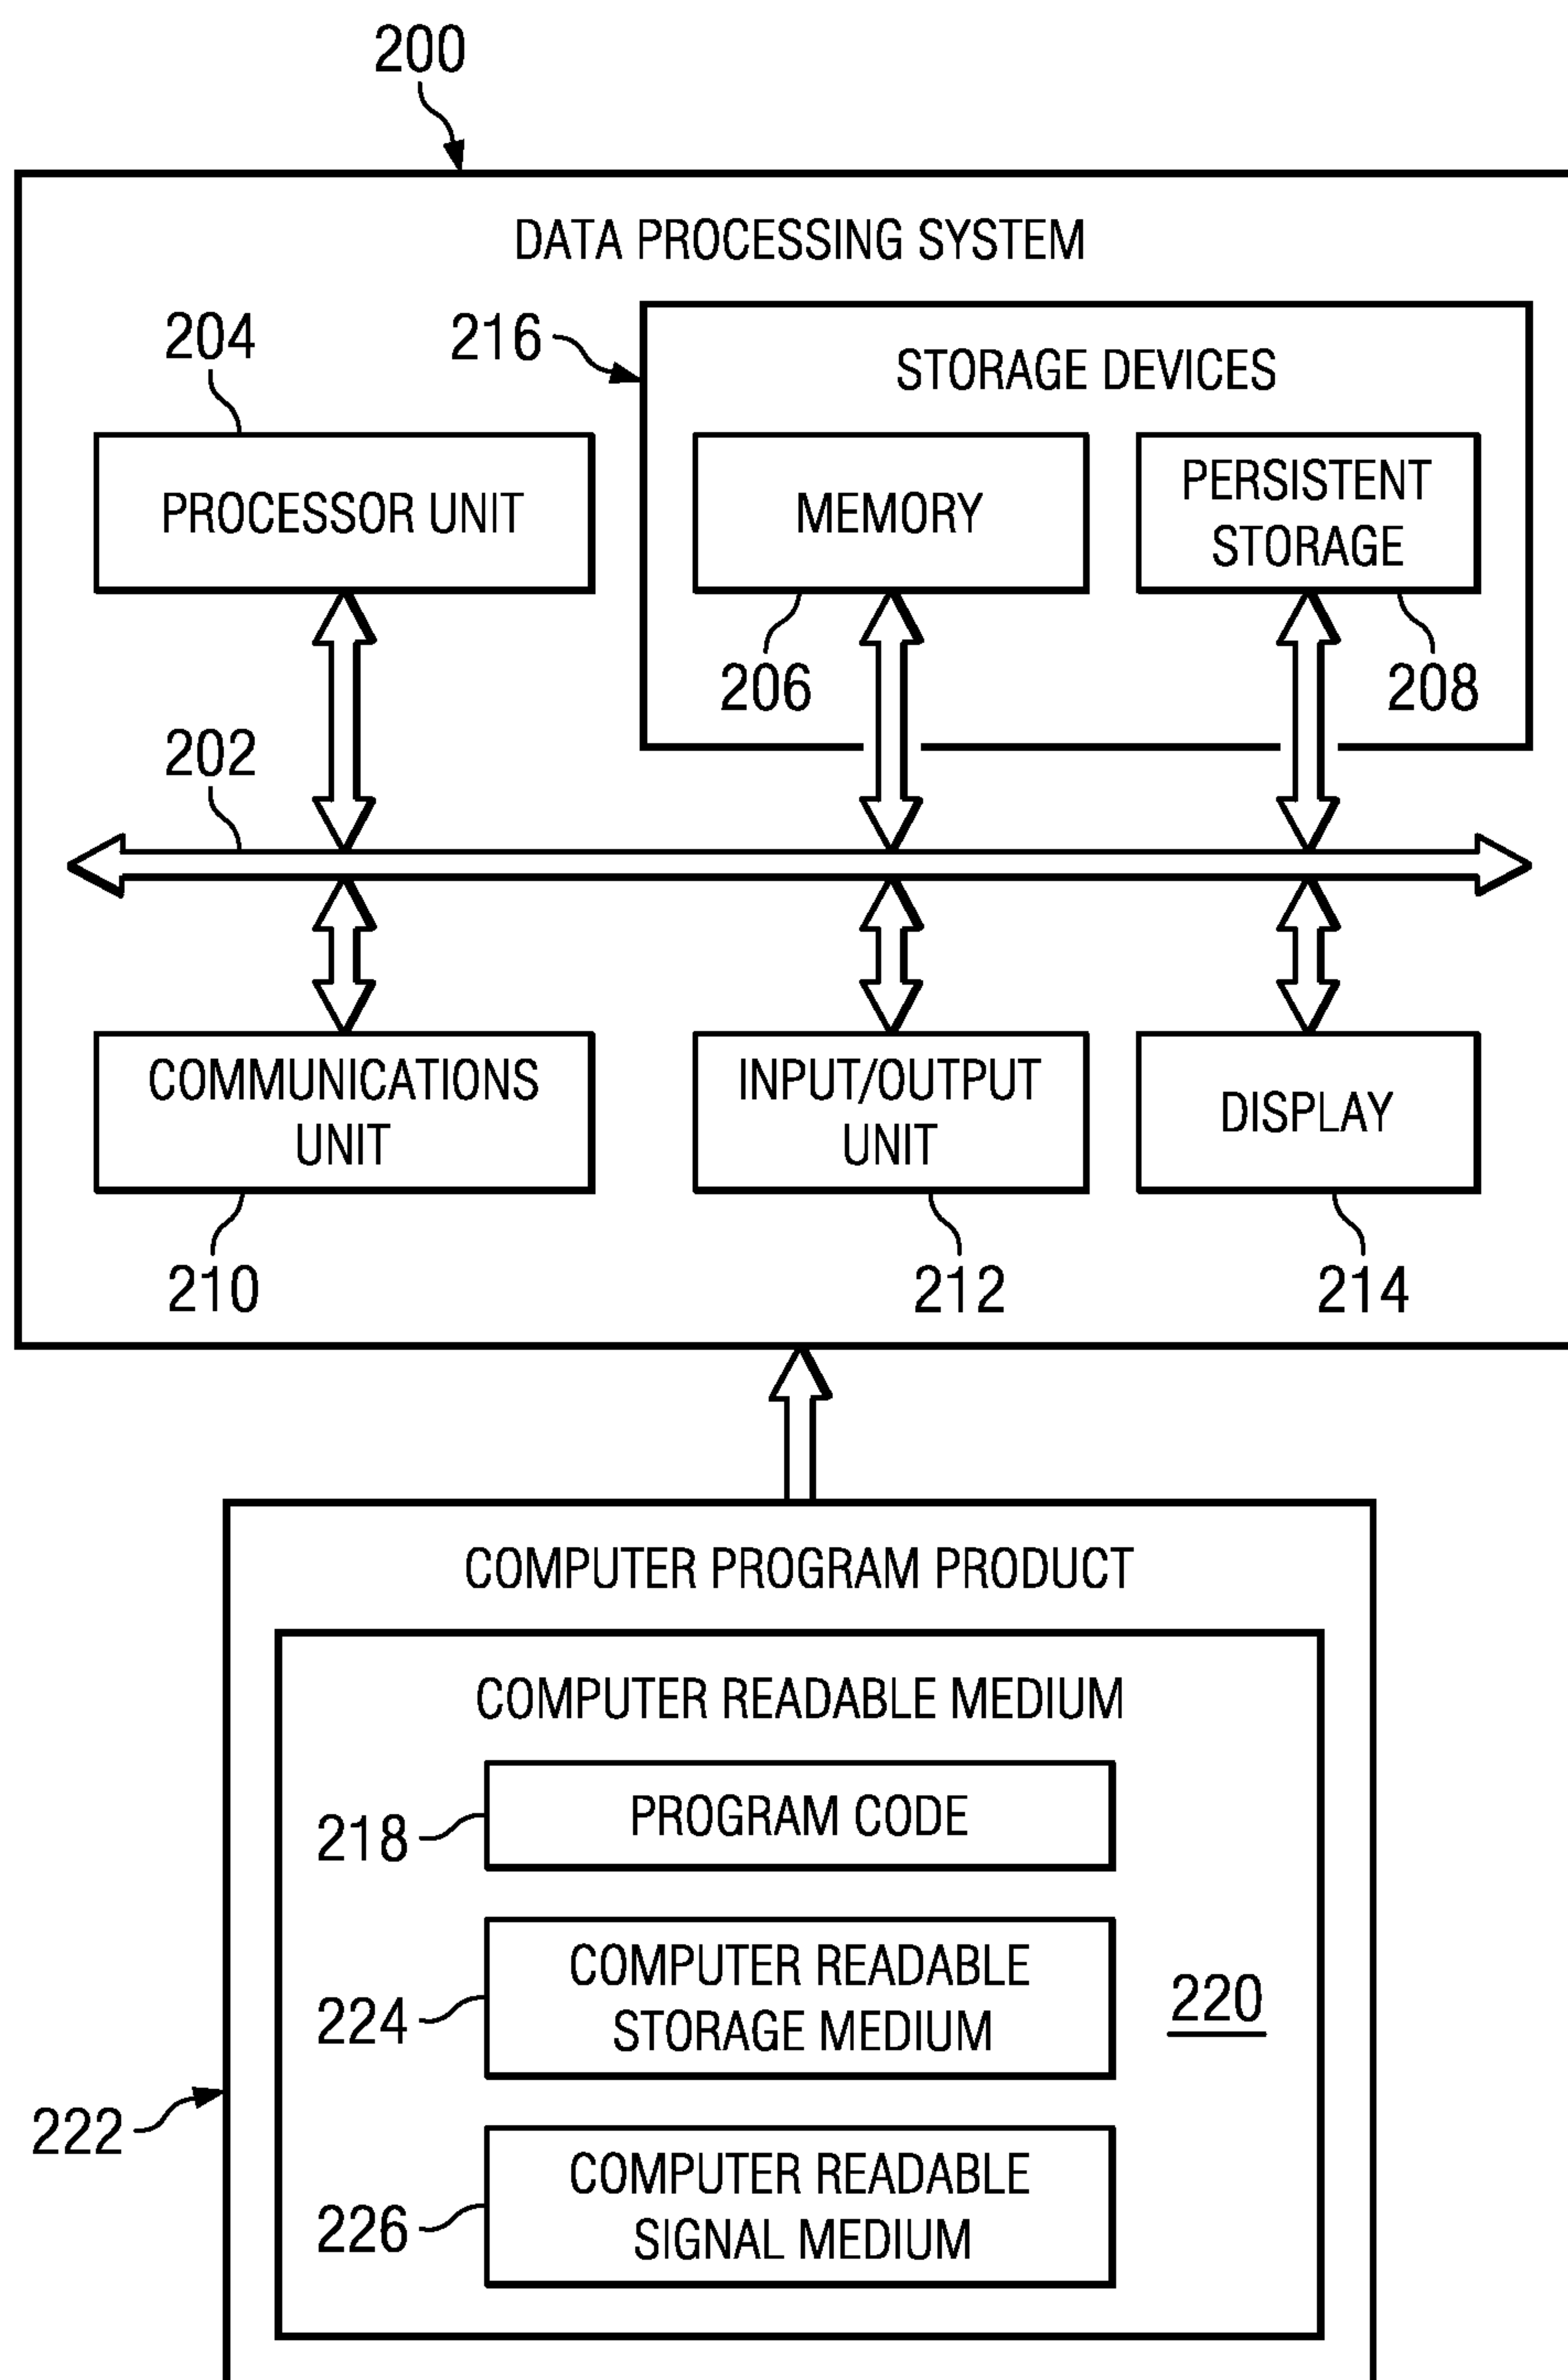 200
DATA PROCESSING SYSTEM
204
216
STORAGE DEVICES
PROCESSOR UNIT
MEMORY
PERSISTENT
STORAGE
206
208
202
COMMUNICATIONS
UNIT
INPUT/OUTPUT
UNIT
DISPLAY
210
212
214
COMPUTER PROGRAM PRODUCT
COMPUTER READABLE MEDIUM
218
PROGRAM CODE
224
COMPUTER READABLE
STORAGE MEDIUM
220
222
226
COMPUTER READABLE
SIGNAL MEDIUM